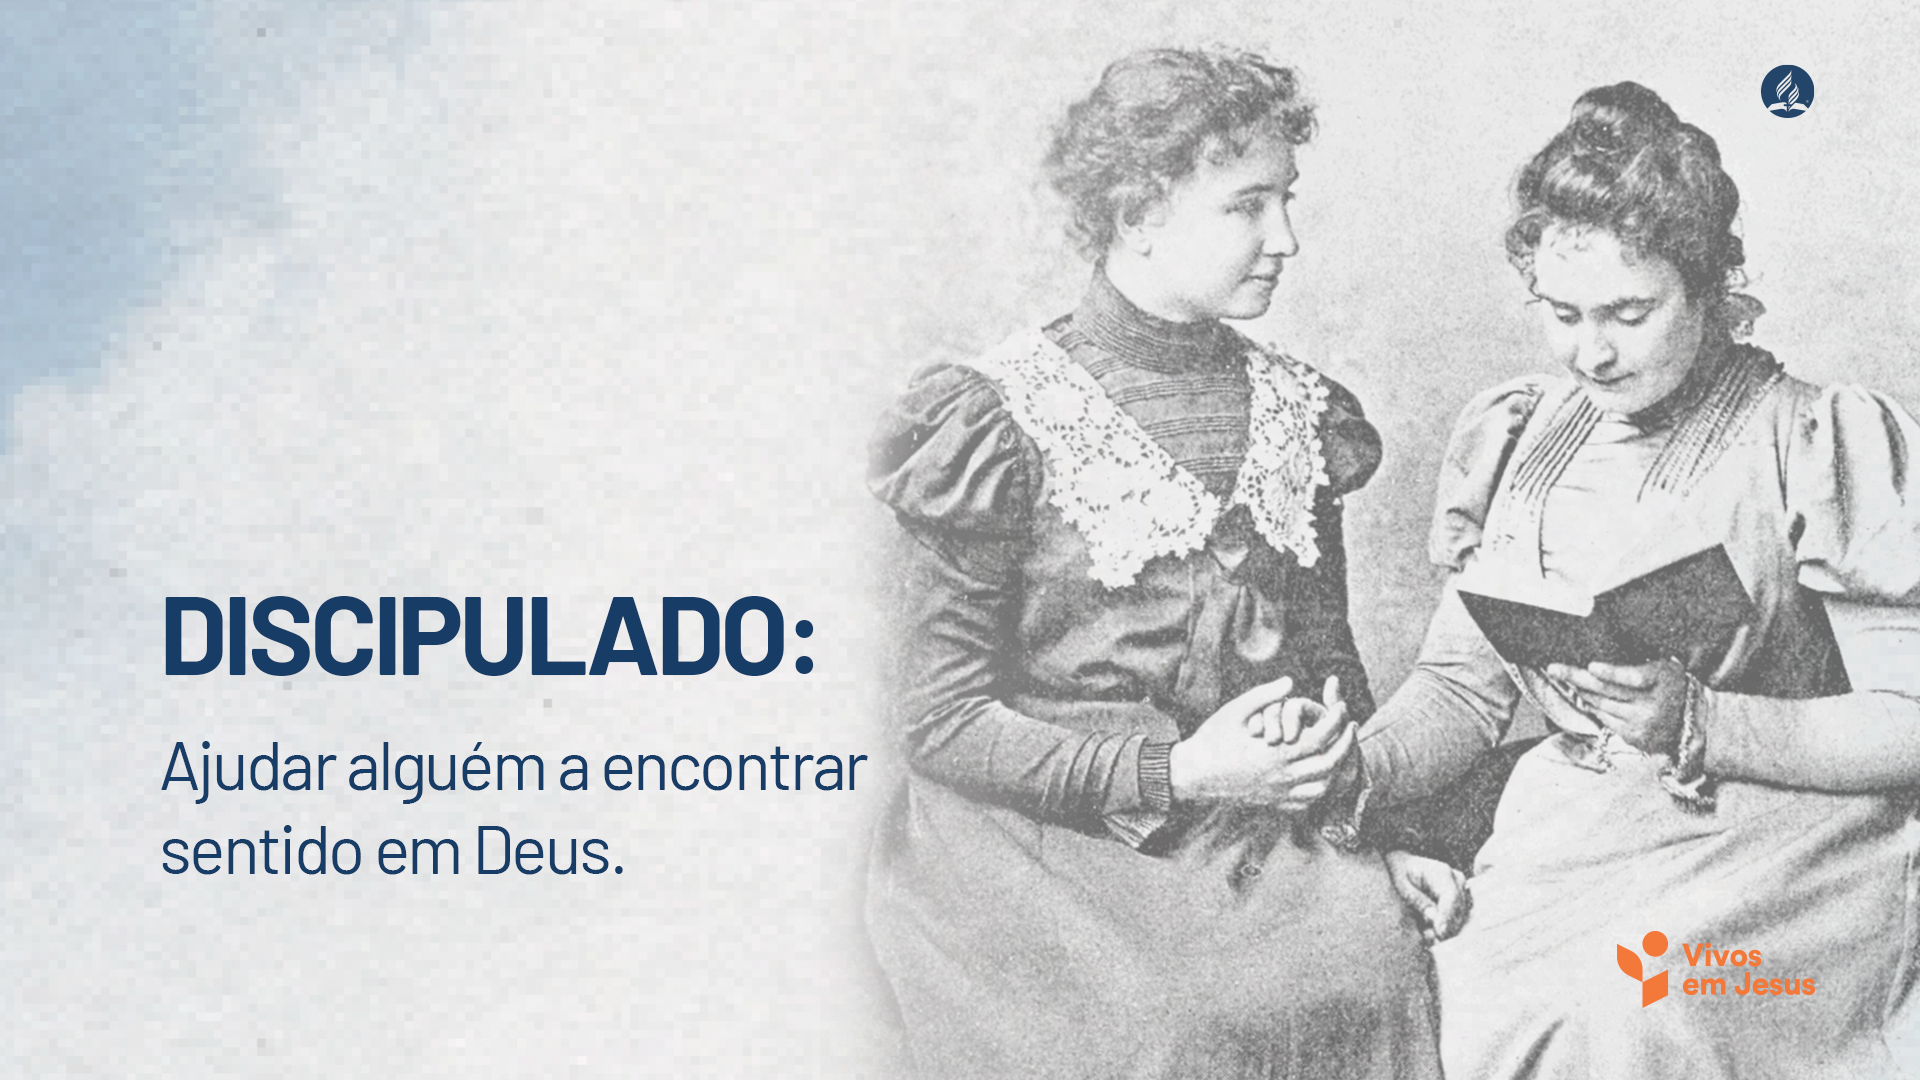 DISCIPULADO:
Ajudar alguém a encontrar
sentido em Deus.
Vivos
em Jesus